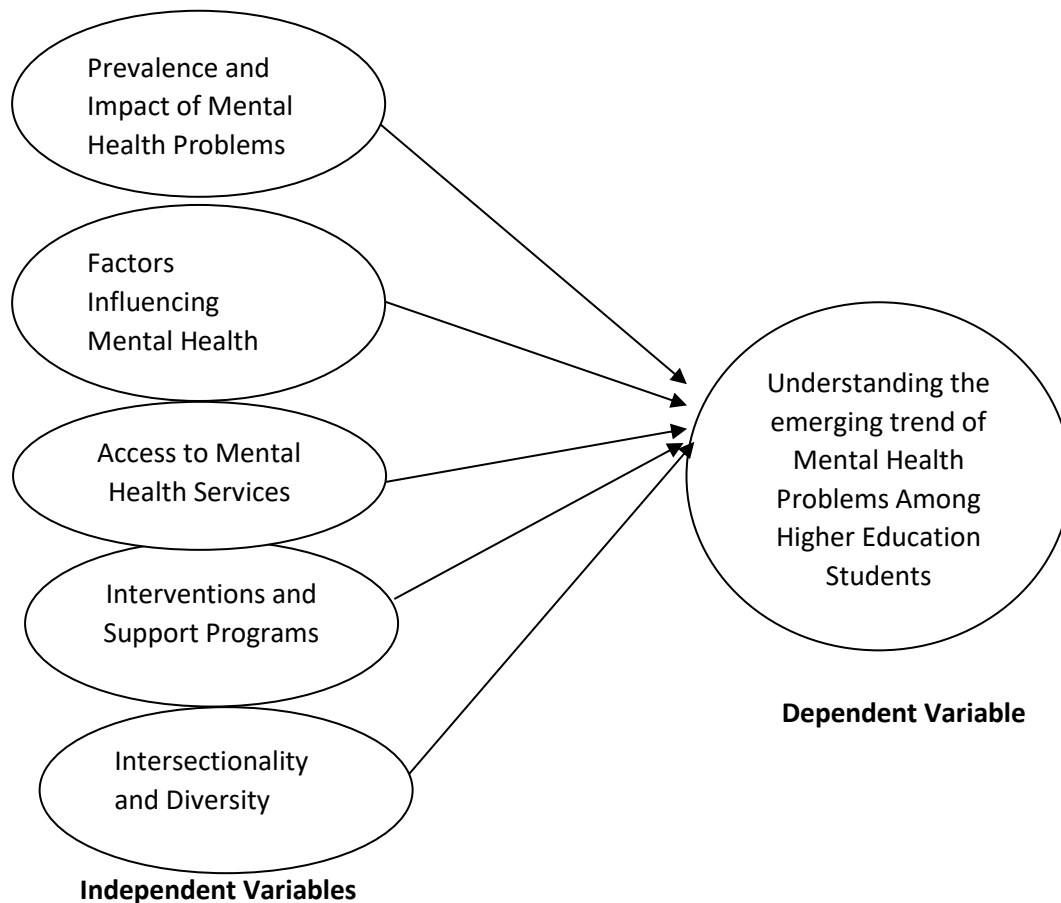 Prevalence and
Impact of Mental
Health Problems
Factors
Influencing
Mental Health
Access to Mental
Health Services
Interventions and
Support Programs
Intersectionality
and Diversity
Independent Variables
Understanding the
emerging trend of
Mental Health
Problems Among
Higher Education
Students
Dependent Variable